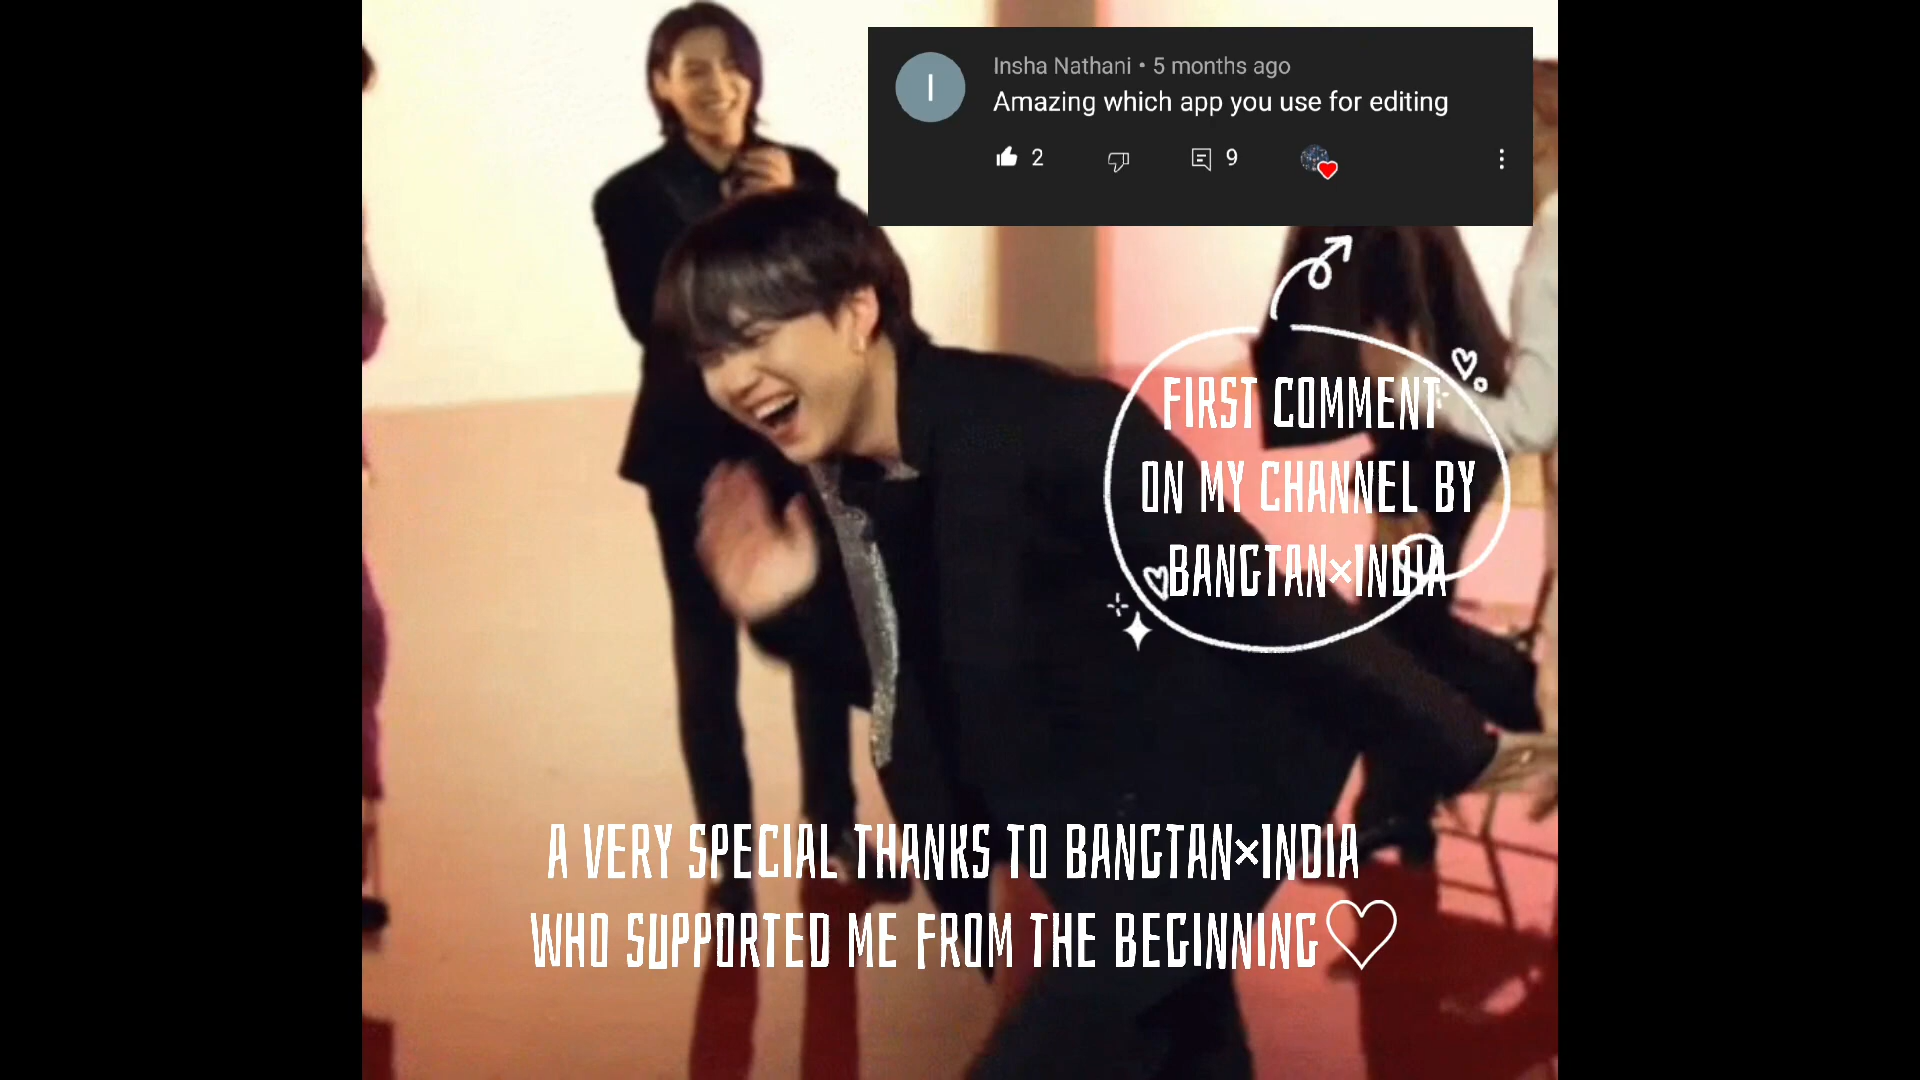 Insha Nathani • 5 months ago
Amazing which app you use for editing
2
9
FIRST COMMENT
ON MY CHANNEL BY
BANGTAN×INDIA
A VERY SPECIAL THANKS TO BANGTAN×INDIA
WHO SUPPORTED ME FROM THE BEGINNING♡